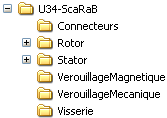 U34-ScaRaB
Connecteurs
Rotor
Stator
VerouillageMagnetique
VerouillageMecanique
Visserie